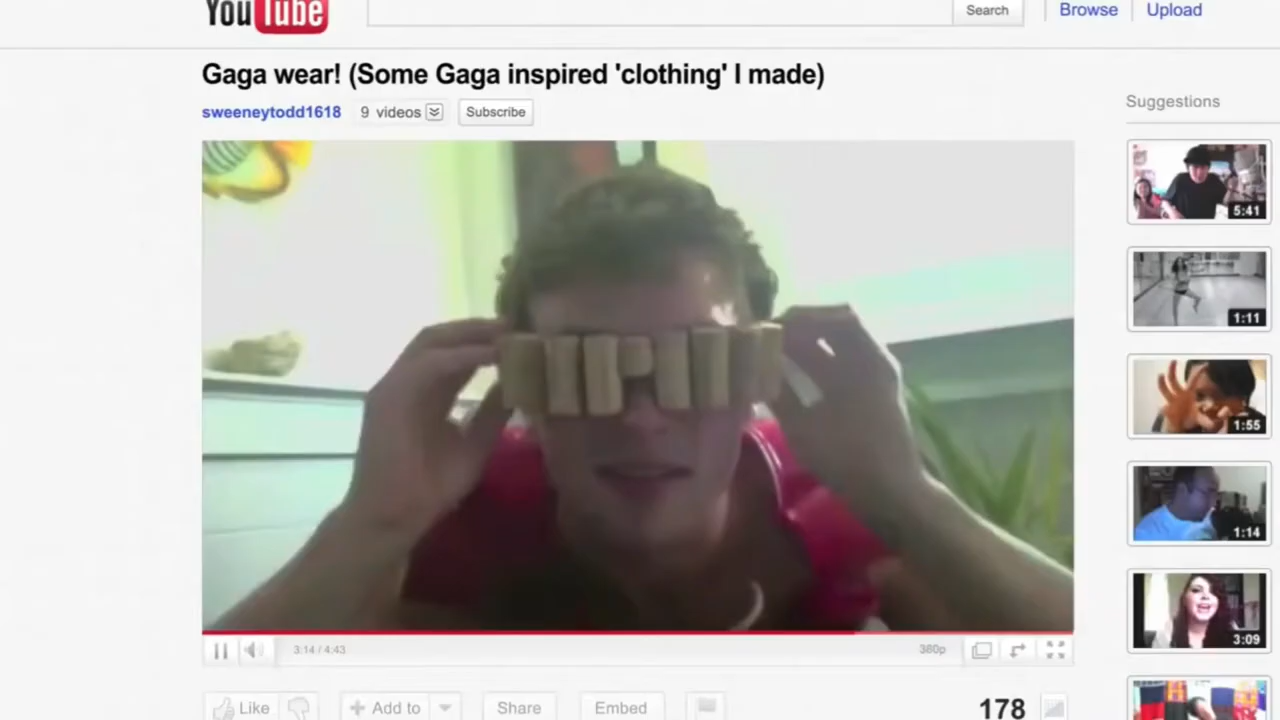 YouTube
Search
Browse
Upload
Gaga wear! (Some Gaga inspired 'clothing' I made)
sweeneytodd1618
9 videos
Subscribe
Suggestions
5:41
1:11
1:55
1:14
3:09
3:14 / 4:43
360p
Like
Add to
Share
Embed
178